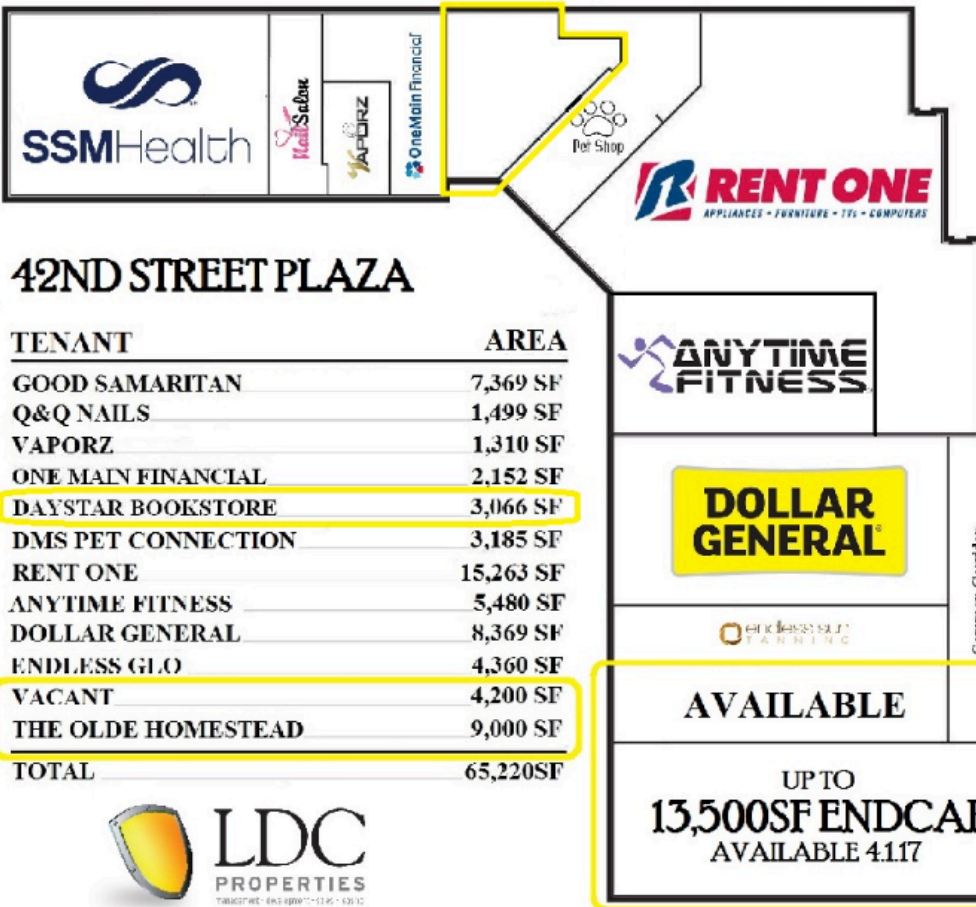 SSMHealth
Nail Salon
VAPORZ
OneMain Financial
Pet Shop
RENT ONE
APPLIANCES • FURNITURE • TVs • COMPUTERS
42ND STREET PLAZA
TENANT AREA
GOOD SAMARITAN 7,369 SF
Q&Q NAILS 1,499 SF
VAPORZ 1,310 SF
ONE MAIN FINANCIAL 2,152 SF
DAYSTAR BOOKSTORE 3,066 SF
DMS PET CONNECTION 3,185 SF
RENT ONE 15,263 SF
ANYTIME FITNESS 5,480 SF
DOLLAR GENERAL 8,369 SF
ENDLESS GLO 4,360 SF
VACANT 4,200 SF
THE OLDE HOMESTEAD 9,000 SF
TOTAL 65,220SF
LDC
PROPERTIES
management • development • sales •
ANYTIME
FITNESS
DOLLAR
GENERAL
endless sun
TANNING
AVAILABLE
UP TO
13,500SF ENDCAP
AVAILABLE 4.1.17